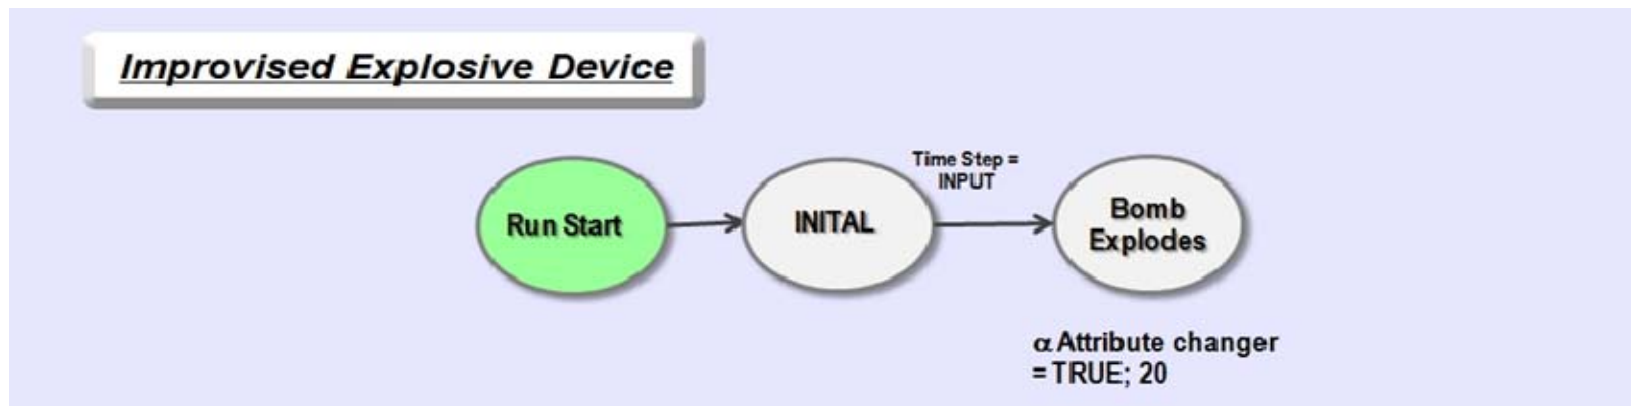 Improvised Explosive Device
Time Step =
INPUT
Run Start
INITAL
Bomb
Explodes
α Attribute changer
= TRUE; 20